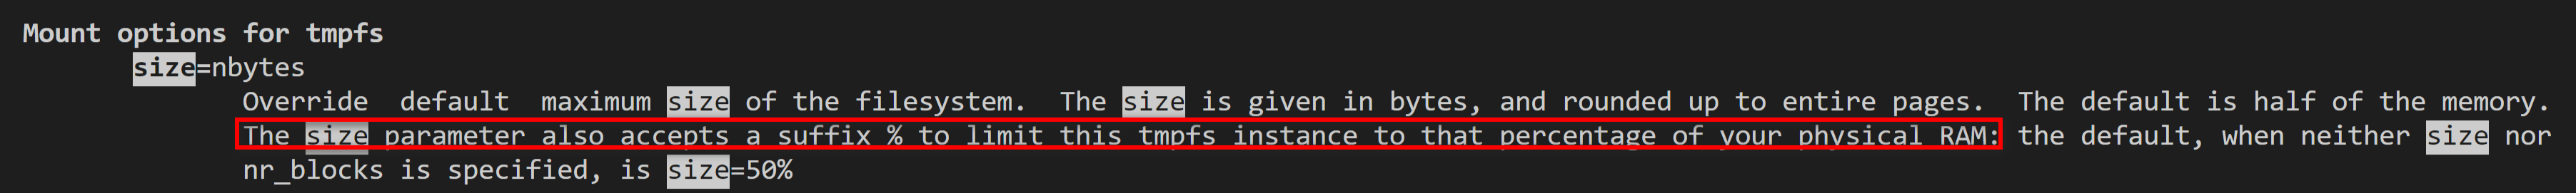 Mount options for tmpfs
size=nbytes
Override  default  maximum size of the filesystem.  The size is given in bytes, and rounded up to entire pages.  The default is half of the memory.
The size parameter also accepts a suffix % to limit this tmpfs instance to that percentage of your physical RAM: the default, when neither size nor
nr_blocks is specified, is size=50%